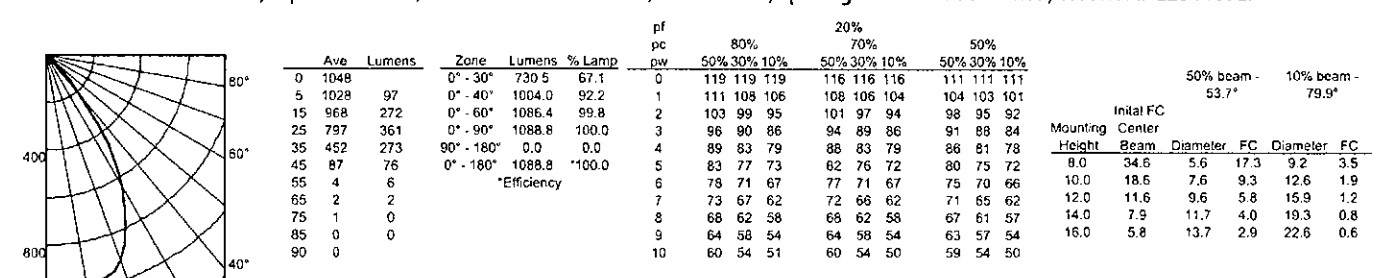 pf 20%
pc 80% 70% 50%
pw 50% 30% 10% 50% 30% 10% 50% 30% 10%
0 119 119 119 116 116 116 111 111 111
1 111 108 106 108 106 104 104 103 101
2 103 99 95 101 97 94 98 95 92
3 96 90 86 94 89 86 91 88 84
4 89 83 79 88 83 79 86 81 78
5 83 77 73 82 76 72 80 75 72
6 78 71 67 77 71 67 75 70 66
7 73 67 62 72 66 62 71 65 62
8 68 62 58 68 62 58 67 61 57
9 64 58 54 64 58 54 63 57 54
10 60 54 51 60 54 50 59 54 50
Ave Lumens
0 1048
5 1028 97
15 968 272
25 797 361
35 452 273
45 87 76
55 4 6
65 2 2
75 1 0
85 0 0
90 0
Zone Lumens % Lamp
0° - 30° 730 5 67.1
0° - 40° 1004.0 92.2
0° - 60° 1086.4 99.8
0° - 90° 1088.8 100.0
90° - 180° 0.0 0.0
0° - 180° 1088.8 *100.0
*Efficiency
80°
60°
40°
400
800
50% beam - 10% beam -
53.7° 79.9°
Inital FC
Mounting Center
Height Beam Diameter FC Diameter FC
8.0 34.6 5.6 17.3 9.2 3.5
10.0 18.6 7.6 9.3 12.6 1.9
12.0 11.6 9.6 5.8 15.9 1.2
14.0 7.9 11.7 4.0 19.3 0.8
16.0 5.8 13.7 2.9 22.6 0.6